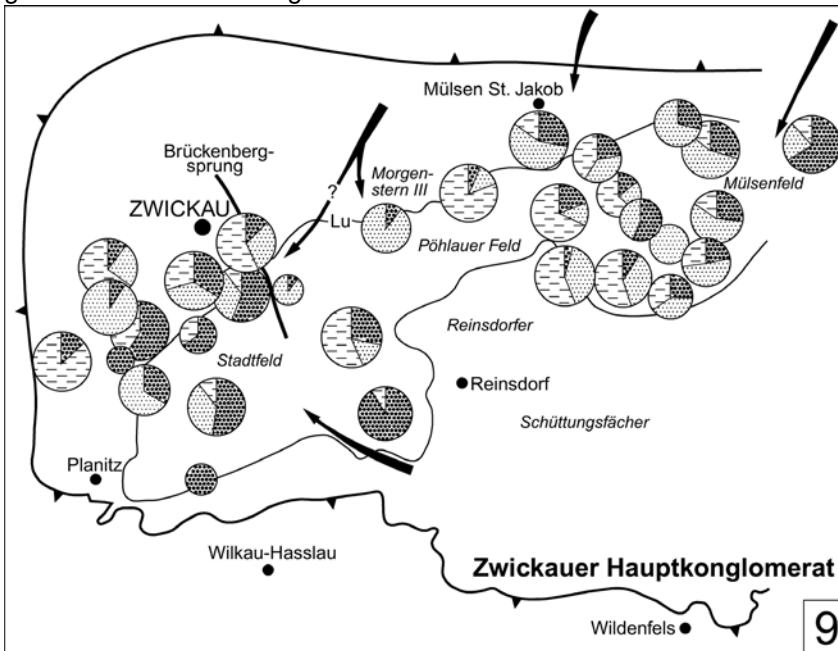 Mülsen St. Jakob
Brückenberg-
sprung
Morgen-
stern III
?
Mülsenfeld
ZWICKAU
Lu
Pöhlauer Feld
Reinsdorfer
Stadtfeld
Reinsdorf
Schüttungsfächer
Planitz
Wilkau-Hasslau
Zwickauer Hauptkonglomerat
Wildenfels
9